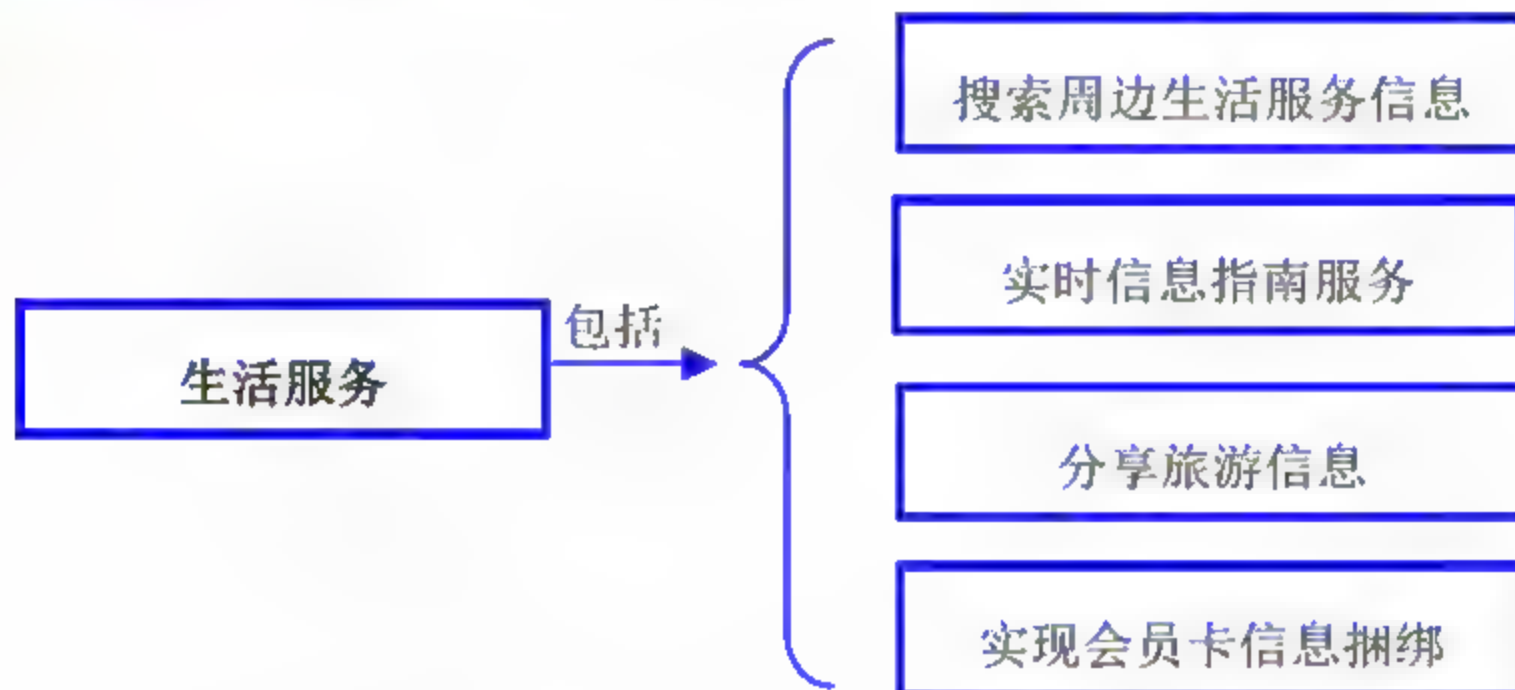 搜索周边生活服务信息
实时信息指南服务
包括
生活服务
分享旅游信息
实现会员卡信息捆绑